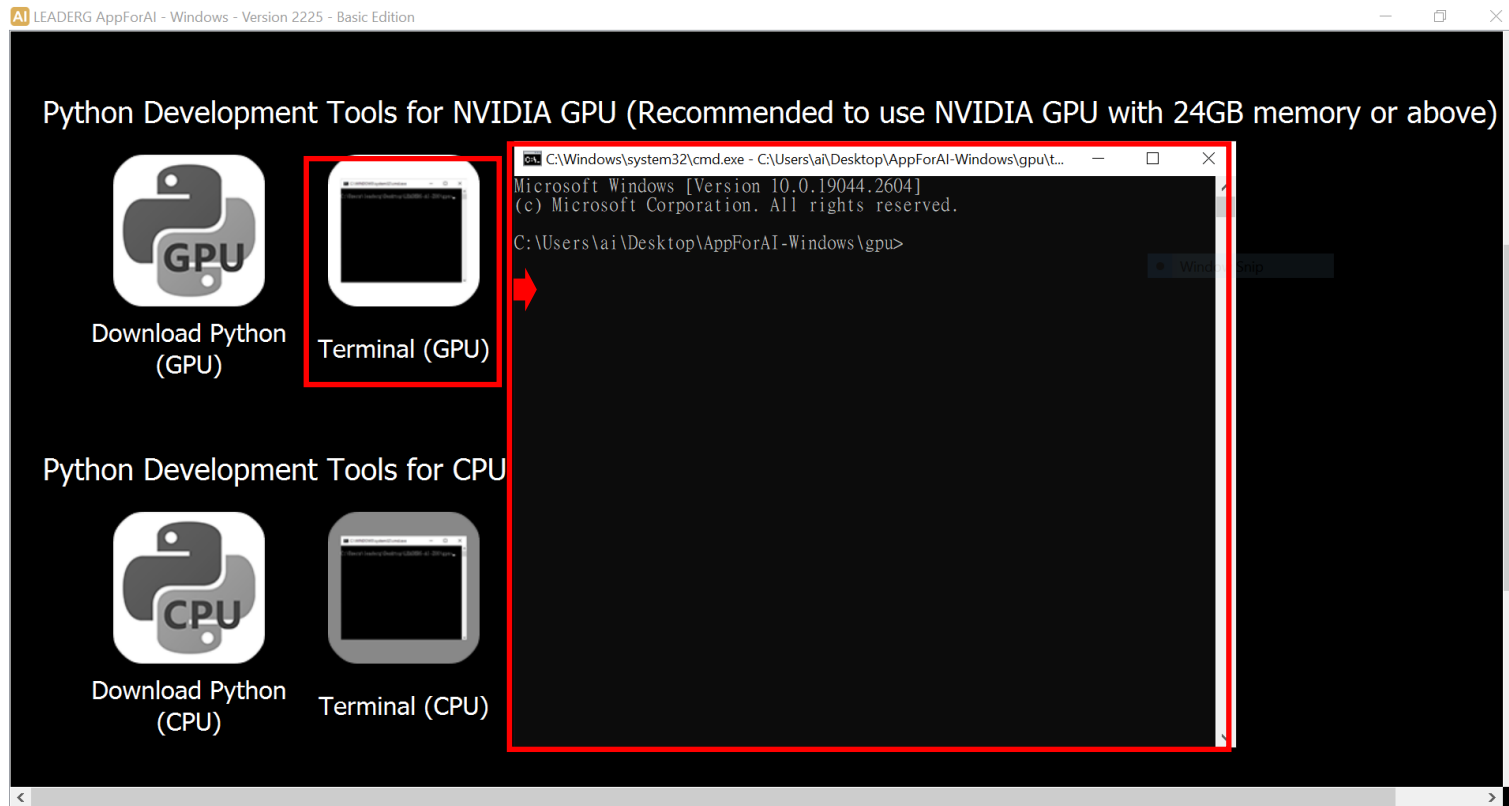 AI LEADERG AppForAI - Windows - Version 2225 - Basic Edition
Python Development Tools for NVIDIA GPU (Recommended to use NVIDIA GPU with 24GB memory or above)
GPU
Download Python
(GPU)
Terminal (GPU)
C:\Windows\system32\cmd.exe - C:\Users\ai\Desktop\AppForAI-Windows\gpu\t...
Microsoft Windows [Version 10.0.19044.2604]
(c) Microsoft Corporation. All rights reserved.
C:\Users\ai\Desktop\AppForAI-Windows\gpu>
Window Snip
Python Development Tools for CPU
CPU
Download Python
(CPU)
Terminal (CPU)